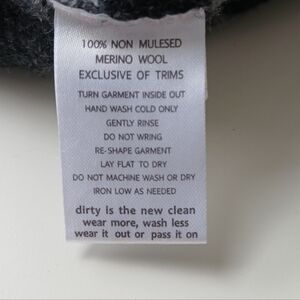 100% NON MULESED
MERINO WOOL
EXCLUSIVE OF TRIMS
TURN GARMENT INSIDE OUT
HAND WASH COLD ONLY
GENTLY RINSE
DO NOT WRING
RE-SHAPE GARMENT
LAY FLAT TO DRY
DO NOT MACHINE WASH OR DRY
IRON LOW AS NEEDED
dirty is the new clean
wear more, wash less
wear it out or pass it on